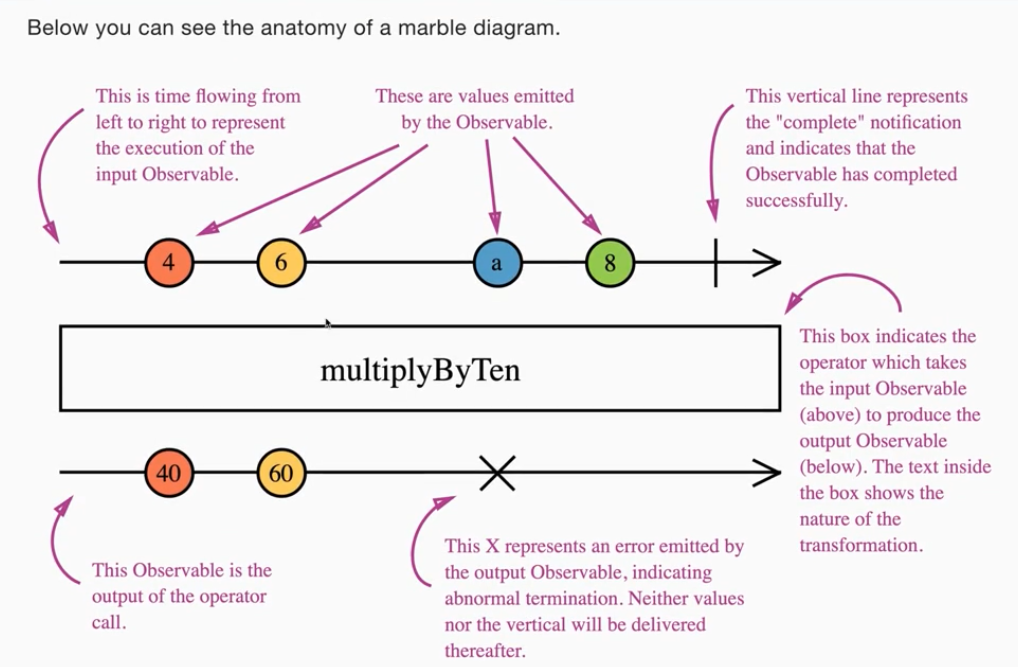 Below you can see the anatomy of a marble diagram.
This is time flowing from
left to right to represent
the execution of the
input Observable.
These are values emitted
by the Observable.
This vertical line represents
the "complete" notification
and indicates that the
Observable has completed
successfully.
4
6
a
8
multiplyByTen
This box indicates the
operator which takes
the input Observable
(above) to produce the
output Observable
(below). The text inside
the box shows the
nature of the
transformation.
40
60
This Observable is the
output of the operator
call.
This X represents an error emitted by
the output Observable, indicating
abnormal termination. Neither values
nor the vertical will be delivered
thereafter.